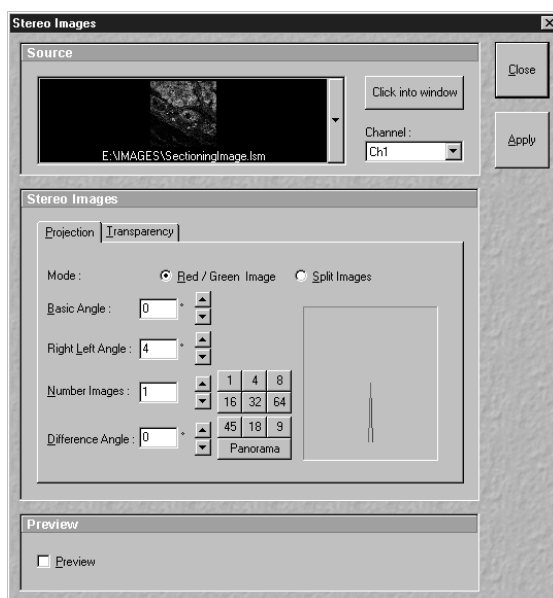 Stereo Images
Source
Close
Click into window
Channel :
Ch1
E:\IMAGES\SectioningImage.lsm
Apply
Stereo Images
Projection Transparency
Mode : Red / Green Image Split Images
Basic Angle : 0 °
Right Left Angle : 4 °
Number Images : 1
1 4 8
16 32 64
Difference Angle : 0 °
45 18 9
Panorama
Preview
Preview